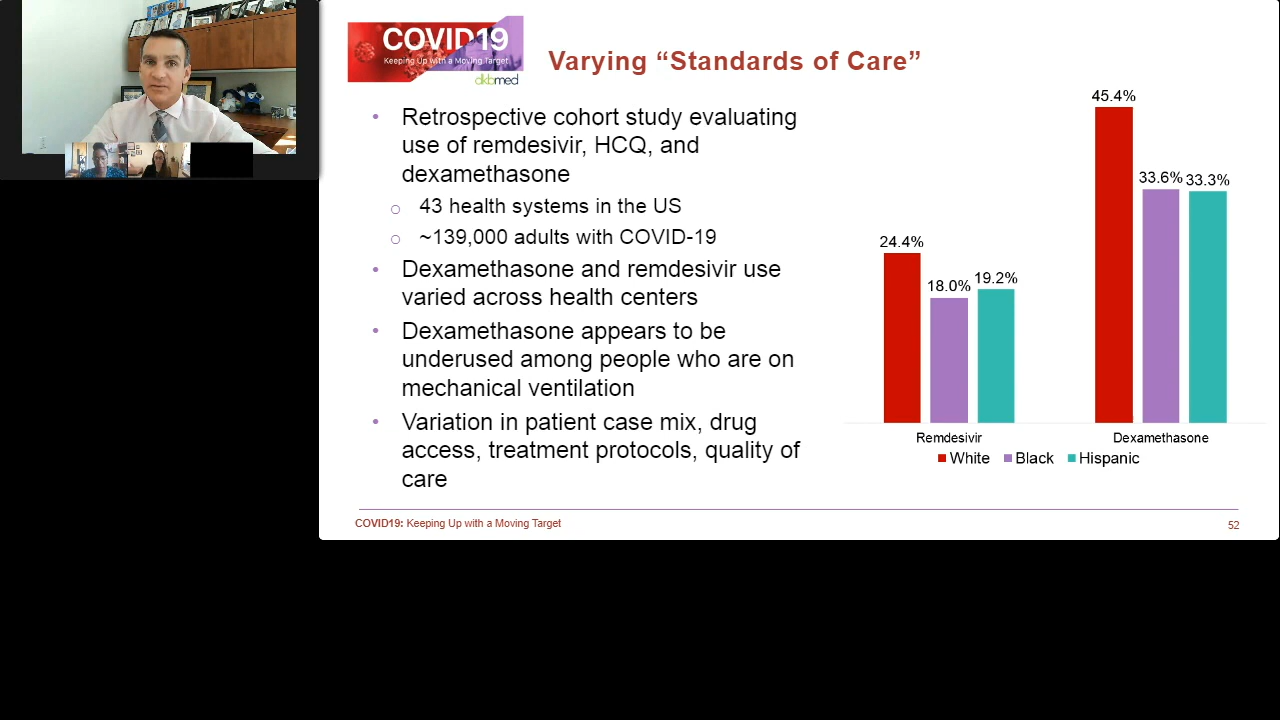 COVID19
Keeping Up with a Moving Target
dkbmed
Varying “Standards of Care”
• Retrospective cohort study evaluating
use of remdesivir, HCQ, and
dexamethasone
o 43 health systems in the US
o ~139,000 adults with COVID-19
• Dexamethasone and remdesivir use
varied across health centers
• Dexamethasone appears to be
underused among people who are on
mechanical ventilation
• Variation in patient case mix, drug
access, treatment protocols, quality of
care
24.4%
18.0%
19.2%
45.4%
33.6%
33.3%
Remdesivir
Dexamethasone
White Black Hispanic
COVID19: Keeping Up with a Moving Target
52